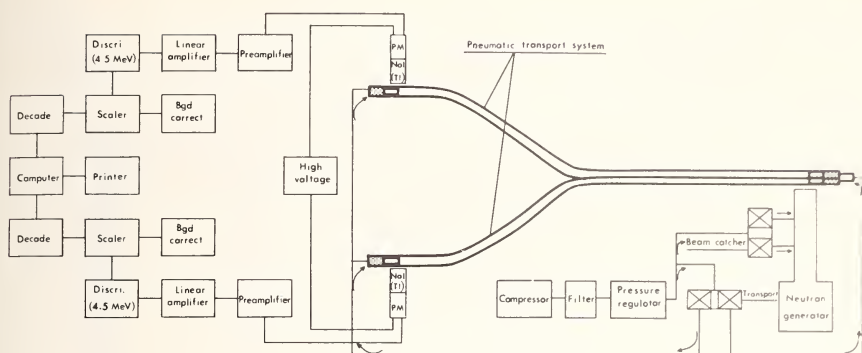 Discri
(4 5 MeV)
Linear
amplifier
Preamplifier
PM
NaI
(Tl)
Pneumatic transport system
Decade
Scaler
Bgd
correct
Computer
Printer
High
voltage
Decade
Scaler
Bgd
correct
Discri.
(4.5 MeV)
Linear
amplifier
Preamplifier
NaI
(Tl)
PM
Compressor
Filter
Pressure
regulator
Beam catcher
Transport
Neutron
generator